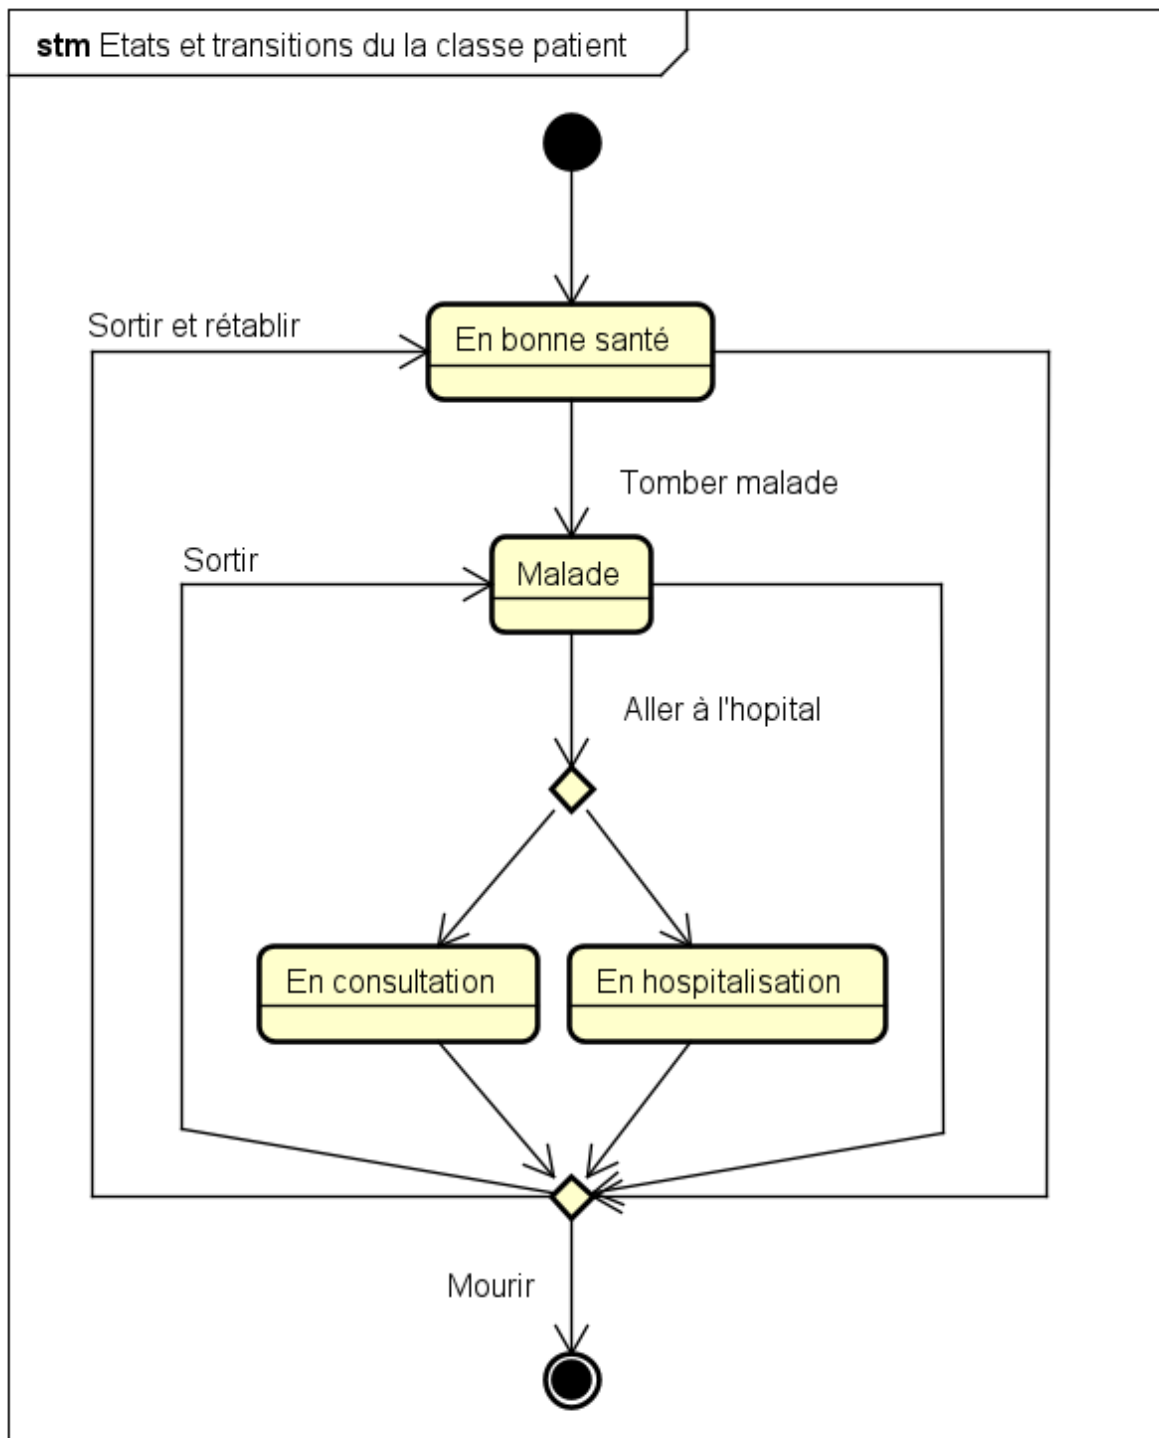 stm Etats et transitions du la classe patient
Sortir et rétablir
En bonne santé
Tomber malade
Sortir
Malade
Aller à l'hopital
En consultation
En hospitalisation
Mourir